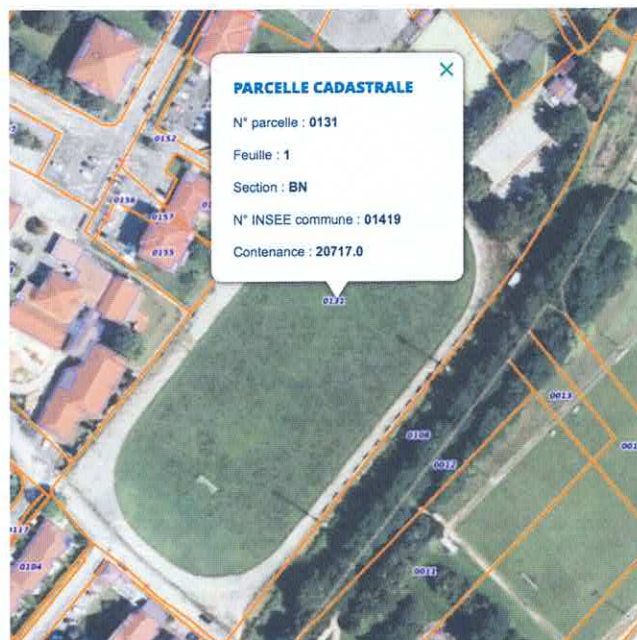 PARCELLE CADASTRALE
N° parcelle : 0131
Feuille : 1
Section : BN
N° INSEE commune : 01419
Contenance : 20717.0
0152
0156
0157
0155
0131
0108
0013
0012
0011
0104